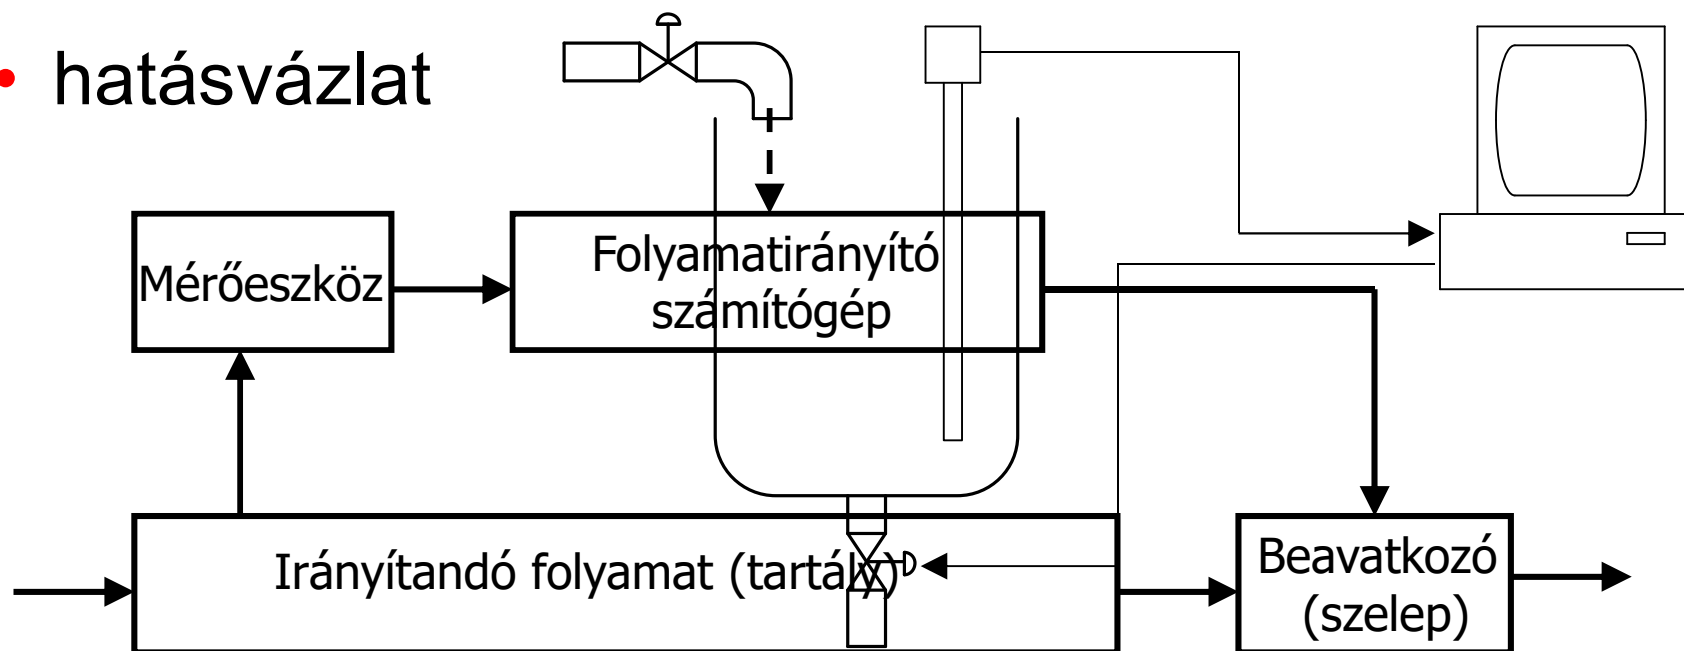 • hatásvázlat
Mérőeszköz
Folyamatirányító
számítógép
Irányítandó folyamat (tartály)
Beavatkozó
(szelep)